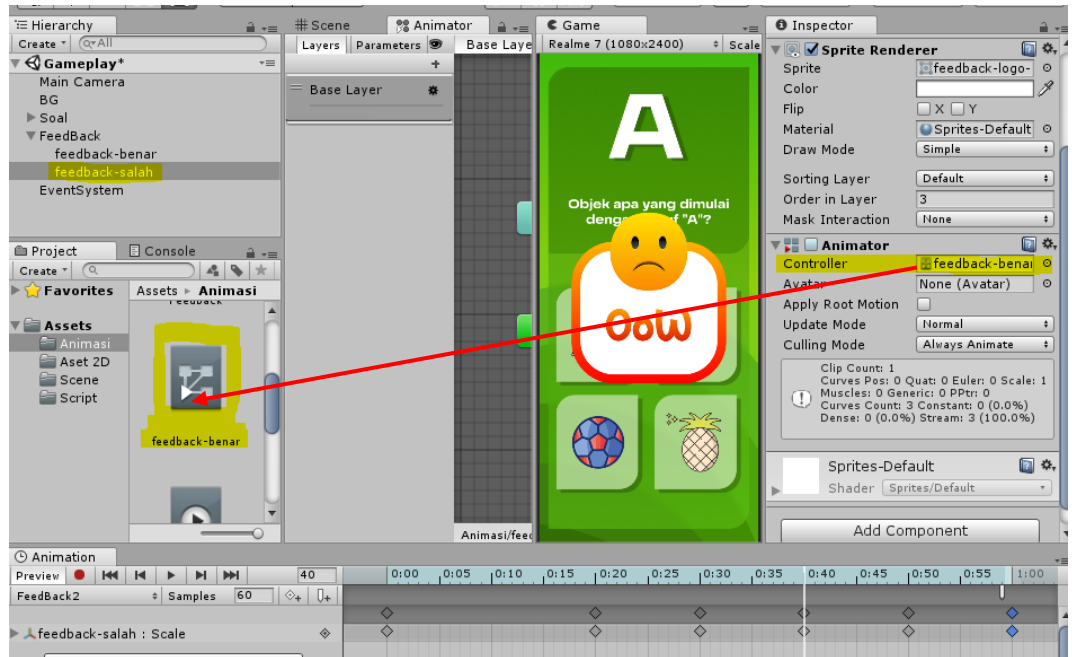 Hierarchy
Create
All
Gameplay*
Main Camera
BG
Soal
FeedBack
feedback-benar
feedback-salah
EventSystem
Project
Console
Create
Favorites
Assets
Animasi
Aset 2D
Scene
Script
Assets ▸ Animasi
feedback-benar
Scene
Animator
Layers
Parameters
Base Laye
Base Layer
Animasi/feed
Game
Realme 7 (1080x2400)
Scale
A
Objek apa yang dimulai
OoW
Inspector
Sprite Renderer
Sprite
feedback-logo-
Color
Flip
X
Y
Material
Sprites-Default
Draw Mode
Simple
Sorting Layer
Default
Order in Layer
3
Mask Interaction
None
Animator
Controller
feedback-benar
Avatar
None (Avatar)
Apply Root Motion
Update Mode
Normal
Culling Mode
Always Animate
Clip Count: 1
Curves Pos: 0 Quat: 0 Euler: 0 Scale: 1
Muscles: 0 Generic: 0 PPtr: 0
Curves Count: 3 Constant: 0 (0.0%)
Dense: 0 (0.0%) Stream: 3 (100.0%)
Sprites-Default
Shader
Sprites/Default
Add Component
Animation
Preview
40
0:00 0:05 0:10 0:15 0:20 0:25 0:30 0:35 0:40 0:45 0:50 0:55 1:00
FeedBack2
Samples
60
feedback-salah : Scale